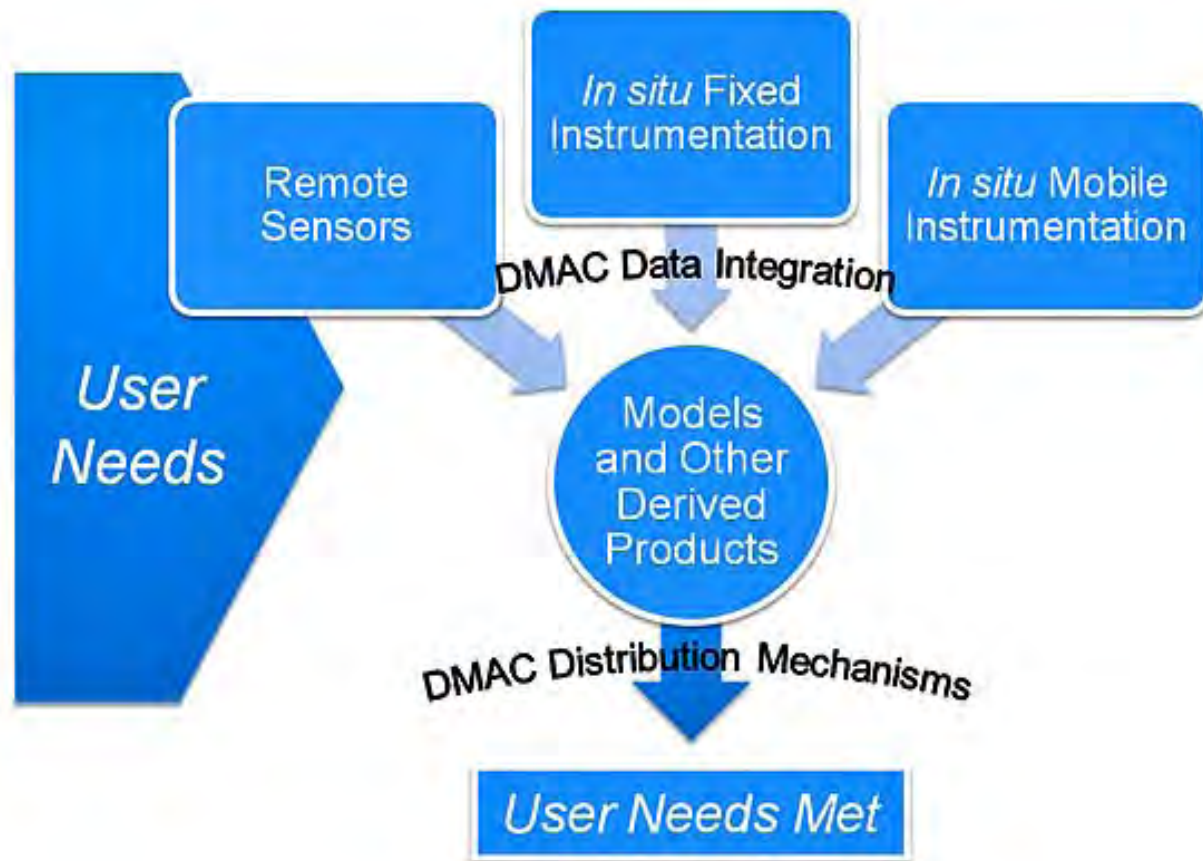 In situ Fixed
Instrumentation
Remote
Sensors
In situ Mobile
Instrumentation
DMAC Data Integration
User
Needs
Models
and Other
Derived
Products
DMAC Distribution Mechanisms
User Needs Met